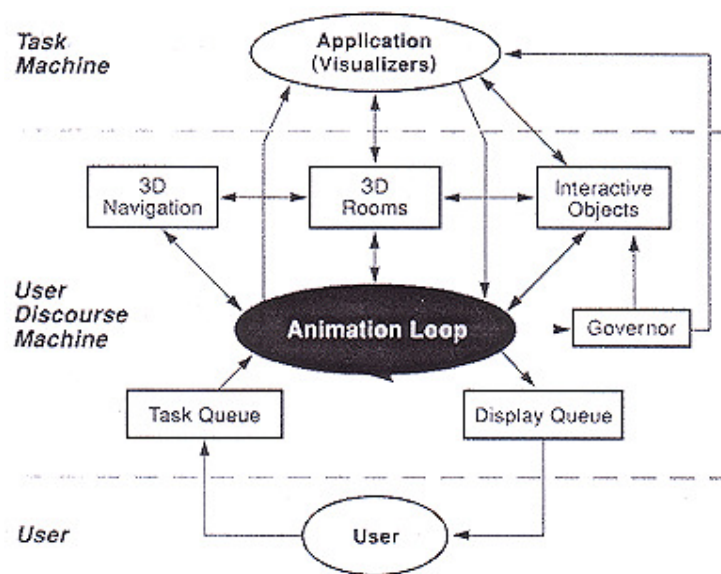 Task
Machine
Application
(Visualizers)
3D
Navigation
3D
Rooms
Interactive
Objects
User
Discourse
Machine
Animation Loop
Governor
Task Queue
Display Queue
User
User